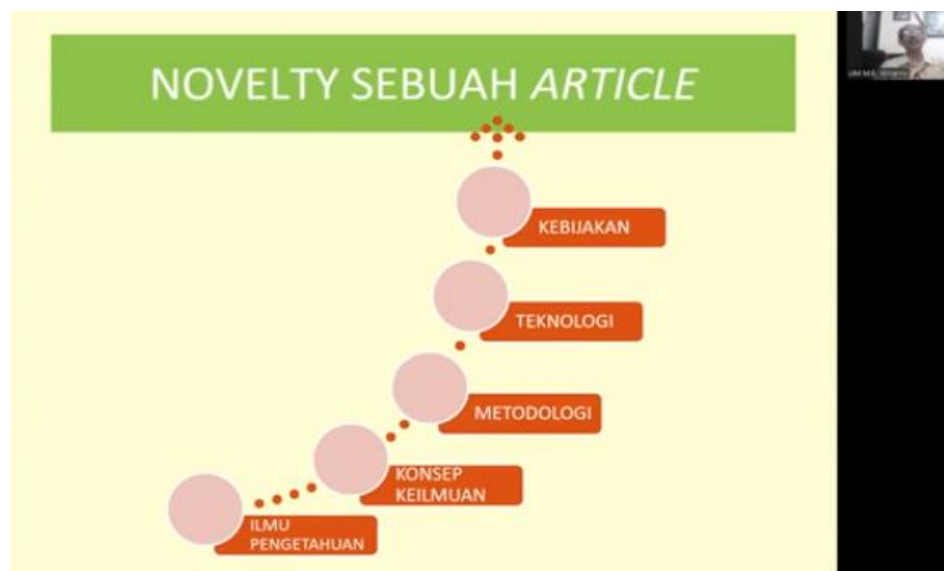 NOVELTY SEBUAH ARTICLE
KEBIJAKAN
TEKNOLOGI
METODOLOGI
KONSEP
KEILMUAN
ILMU
PENGETAHUAN